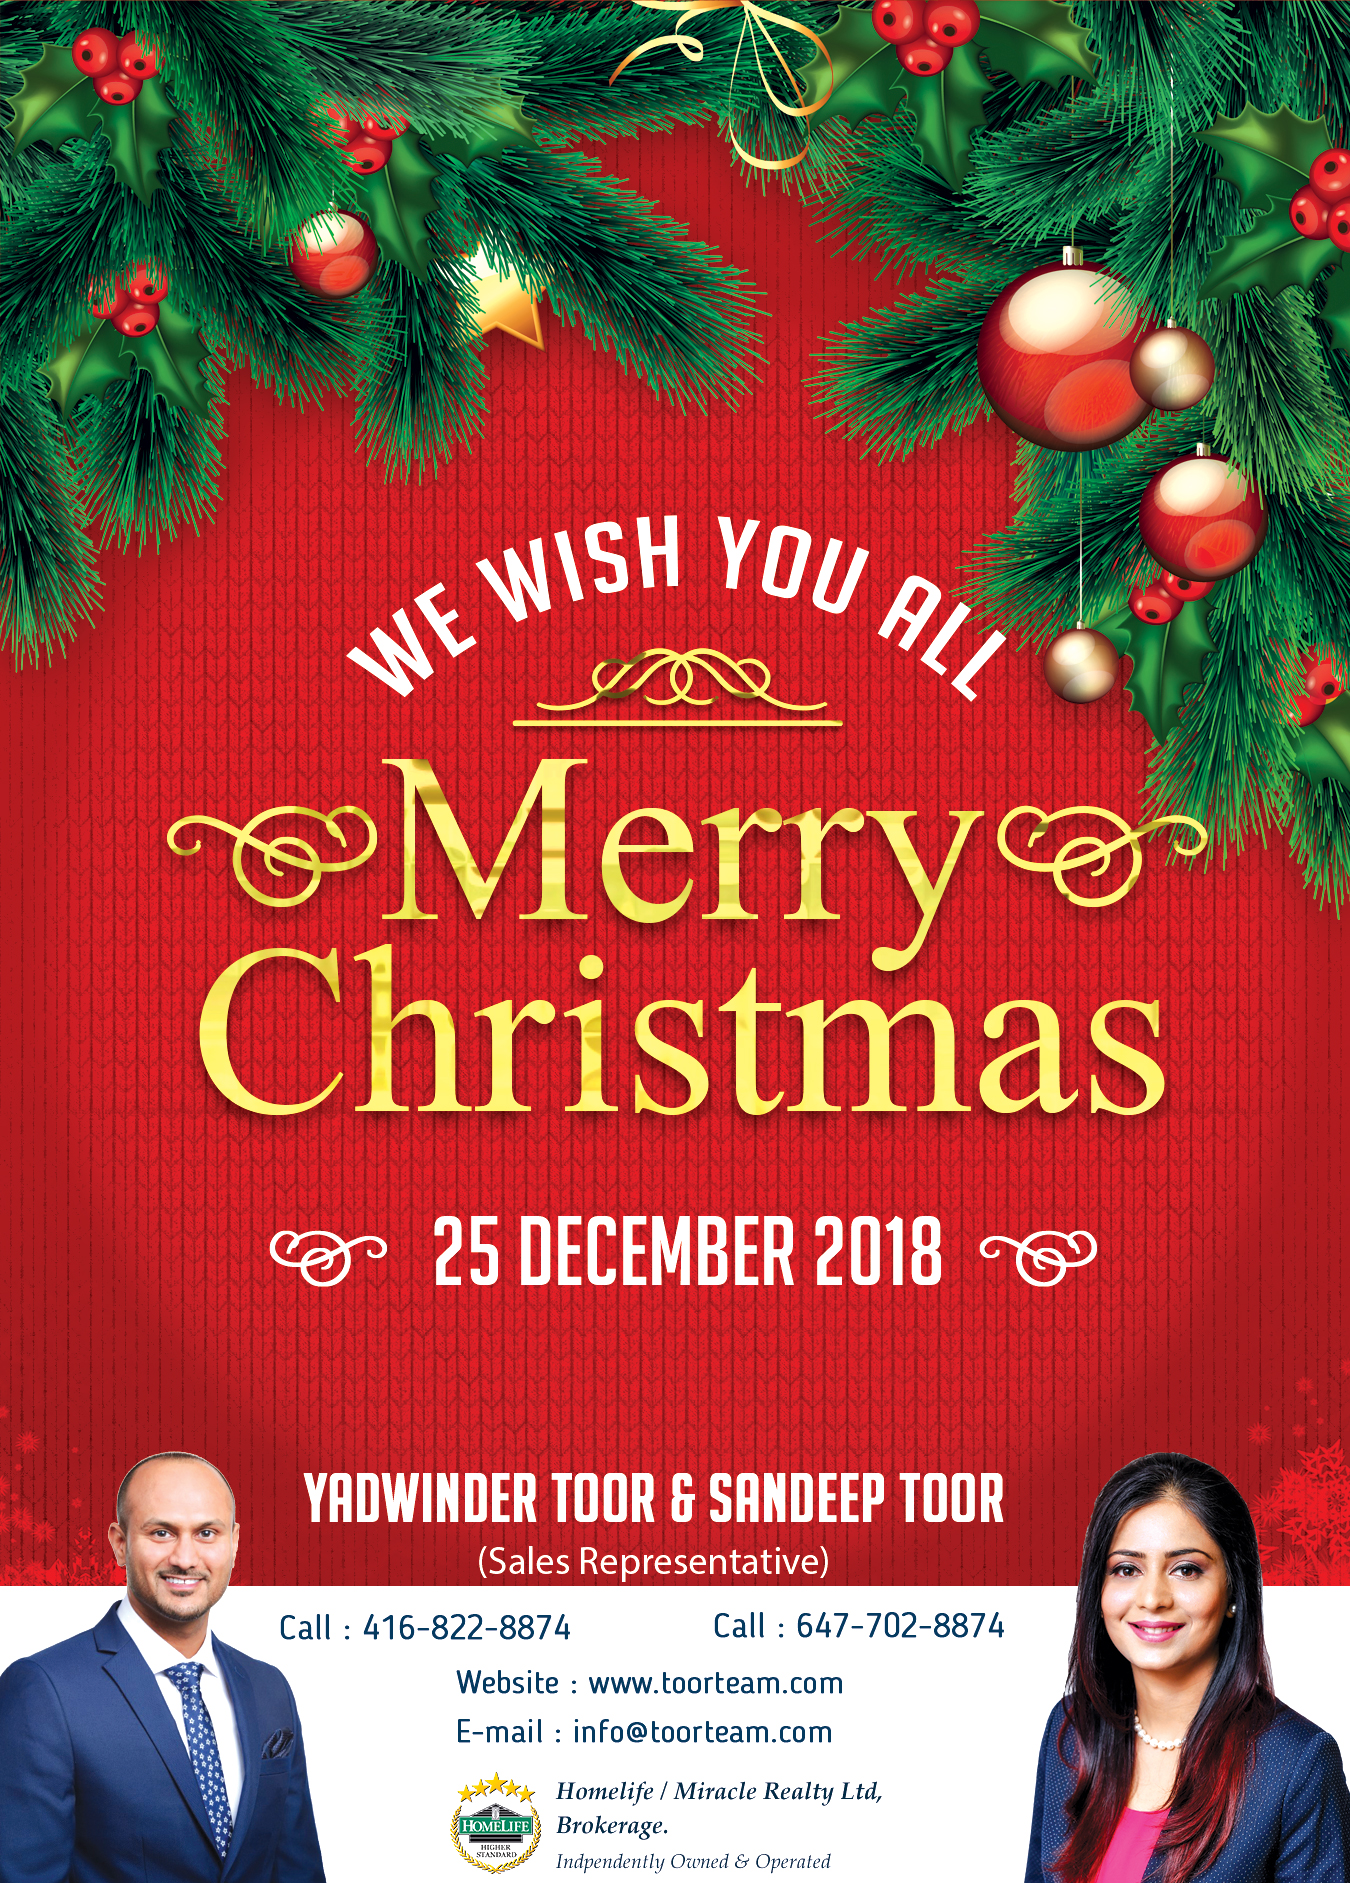 WE WISH YOU ALL
Merry
Christmas
25 DECEMBER 2018
YADWINDER TOOR & SANDEEP TOOR
(Sales Representative)
Call : 416-822-8874
Call : 647-702-8874
Website : www.toorteam.com
E-mail : info@toorteam.com
HOMELIFE
HIGHER
STANDARD
Homelife / Miracle Realty Ltd,
Brokerage.
Indpendently Owned & Operated